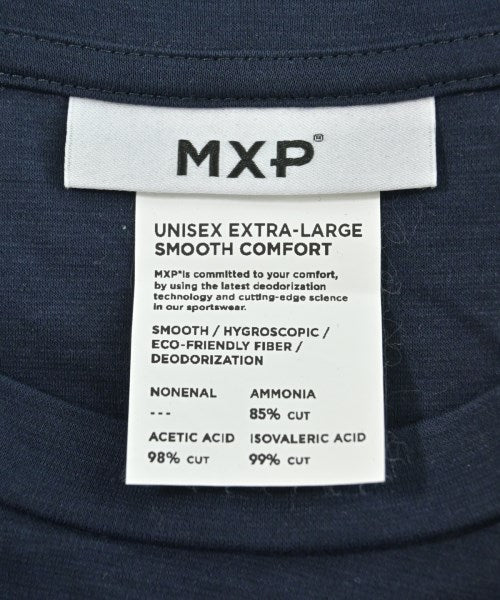 MXP
UNISEX EXTRA-LARGE
SMOOTH COMFORT
MXP®is committed to your comfort,
by using the latest deodorization
technology and cutting-edge science
in our sportswear.
SMOOTH / HYGROSCOPIC /
ECO-FRIENDLY FIBER /
DEODORIZATION
NONENAL AMMONIA
--- 85% CUT
ACETIC ACID ISOVALERIC ACID
98% CUT 99% CUT